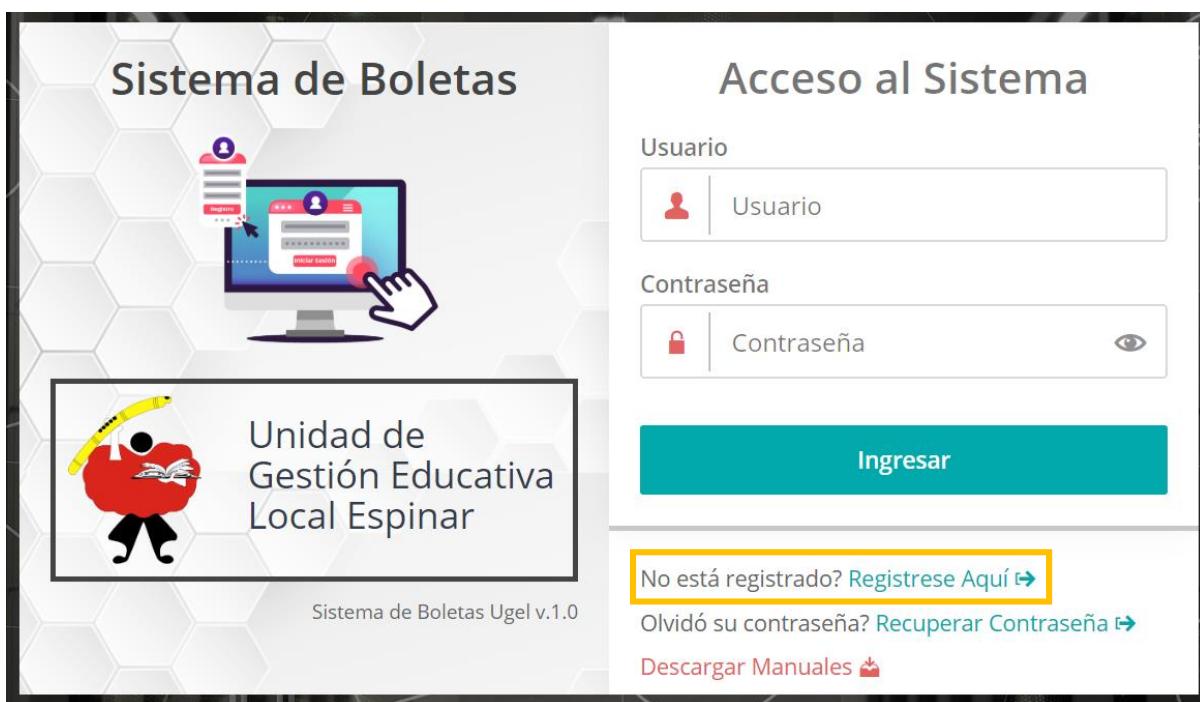 Sistema de Boletas
Registro
Iniciar Sesión
Unidad de
Gestión Educativa
Local Espinar
Sistema de Boletas Ugel v.1.0
Acceso al Sistema
Usuario
Usuario
Contraseña
Contraseña
Ingresar
No está registrado? Registrese Aquí
Olvidó su contraseña? Recuperar Contraseña
Descargar Manuales